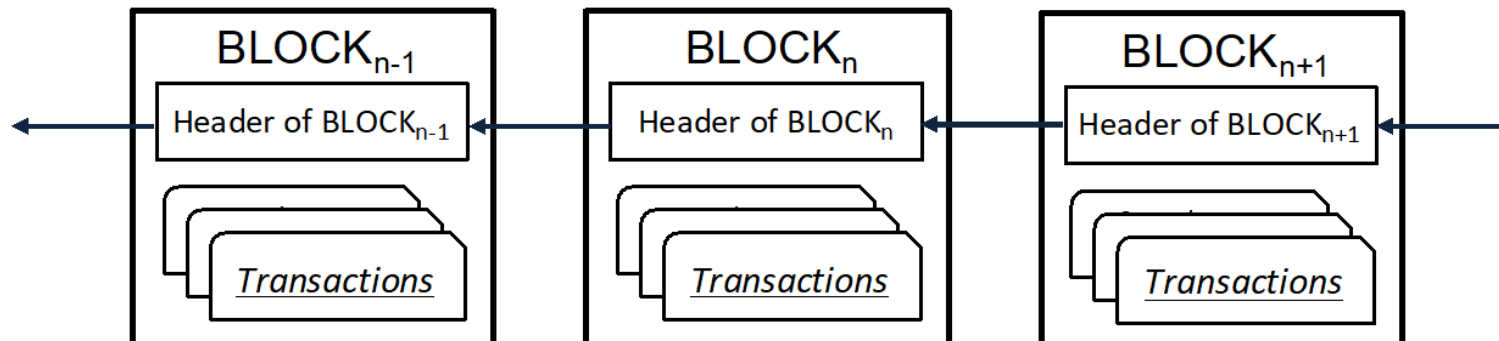 BLOCKn-1
Header of BLOCKn-1
Transactions
BLOCKn
Header of BLOCKn
Transactions
BLOCKn+1
Header of BLOCKn+1
Transactions